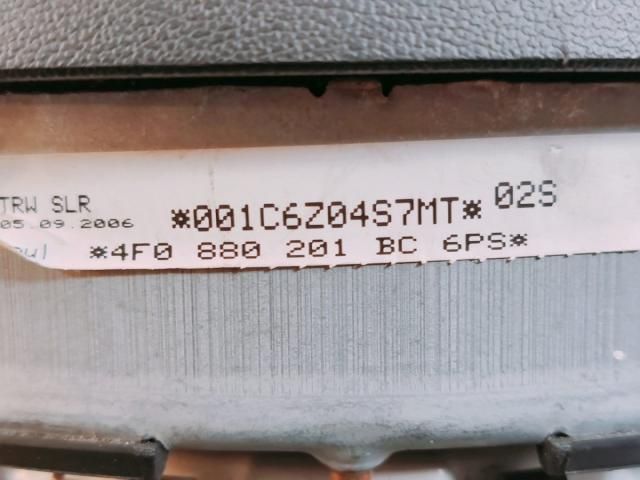 TRW SLR
05.09.2006
*001C6Z04S7MT* 02S
*4F0 880 201 BC 6PS*